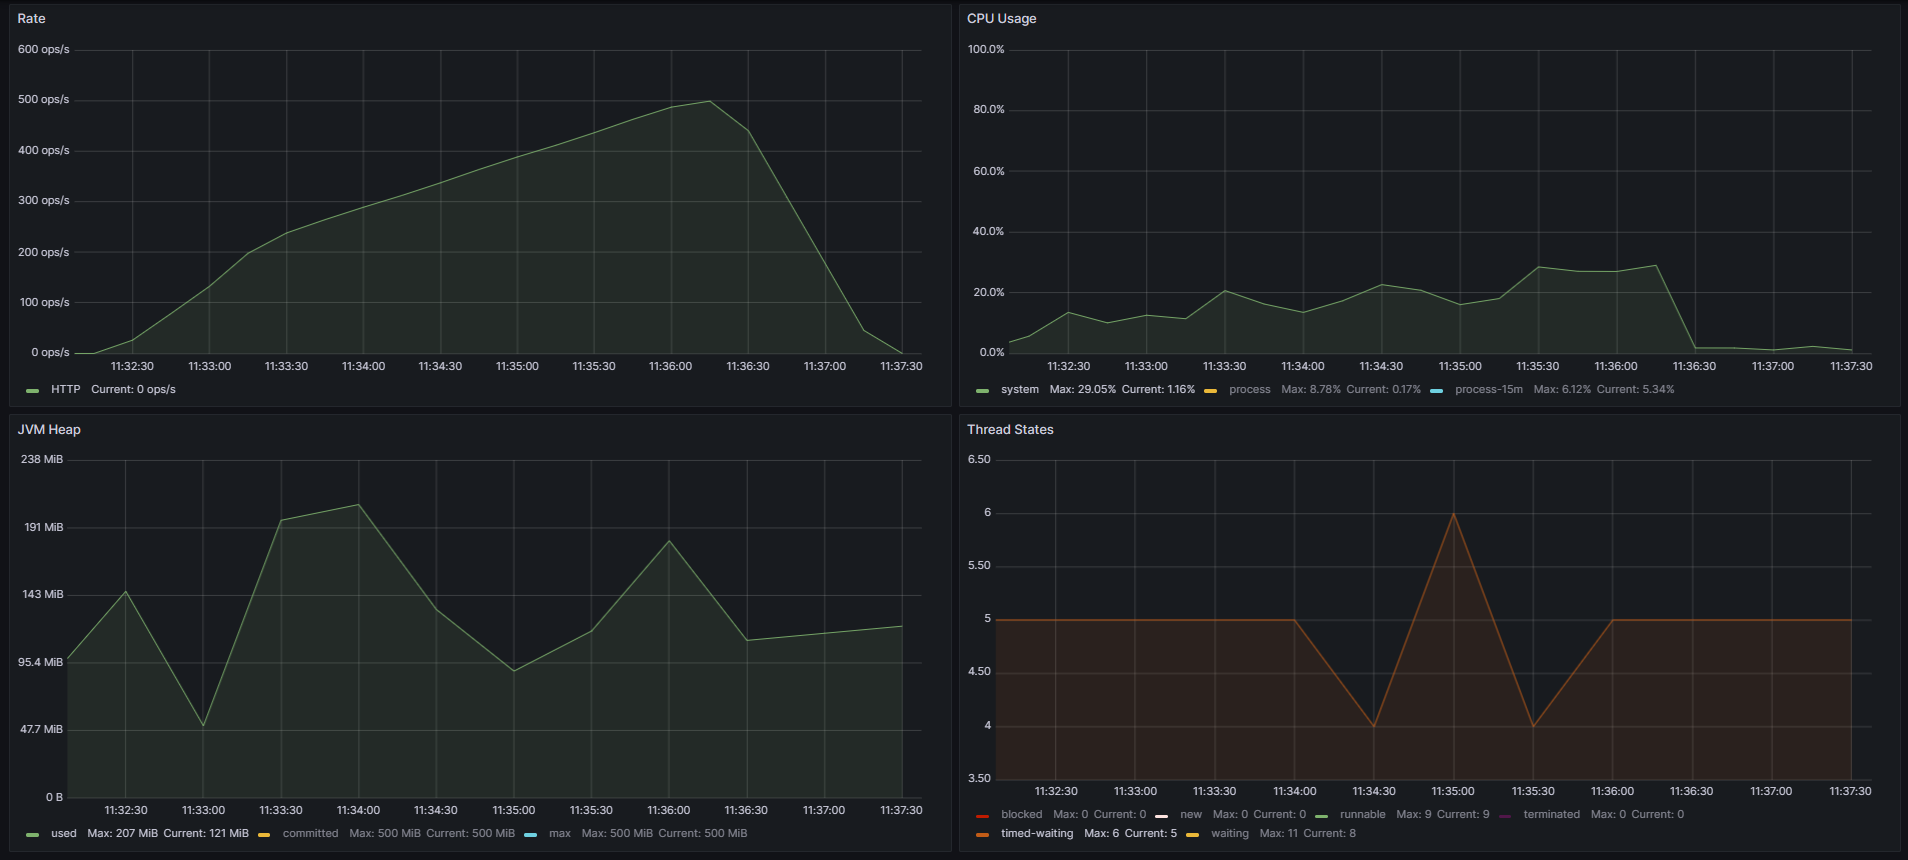 Rate
600 ops/s
500 ops/s
400 ops/s
300 ops/s
200 ops/s
100 ops/s
0 ops/s
11:32:30 11:33:00 11:33:30 11:34:00 11:34:30 11:35:00 11:35:30 11:36:00 11:36:30 11:37:00 11:37:30
HTTP Current: 0 ops/s
CPU Usage
100.0%
80.0%
60.0%
40.0%
20.0%
0.0%
11:32:30 11:33:00 11:33:30 11:34:00 11:34:30 11:35:00 11:35:30 11:36:00 11:36:30 11:37:00 11:37:30
system Max: 29.05% Current: 1.16% process Max: 8.78% Current: 0.17% process-15m Max: 6.12% Current: 5.34%
JVM Heap
238 MiB
191 MiB
143 MiB
95.4 MiB
47.7 MiB
0 B
11:32:30 11:33:00 11:33:30 11:34:00 11:34:30 11:35:00 11:35:30 11:36:00 11:36:30 11:37:00 11:37:30
used Max: 207 MiB Current: 121 MiB committed Max: 500 MiB Current: 500 MiB max Max: 500 MiB Current: 500 MiB
Thread States
6.50
6
5.50
5
4.50
4
3.50
11:32:30 11:33:00 11:33:30 11:34:00 11:34:30 11:35:00 11:35:30 11:36:00 11:36:30 11:37:00 11:37:30
blocked Max: 0 Current: 0 new Max: 0 Current: 0 runnable Max: 9 Current: 9 terminated Max: 0 Current: 0
timed-waiting Max: 6 Current: 5 waiting Max: 11 Current: 8